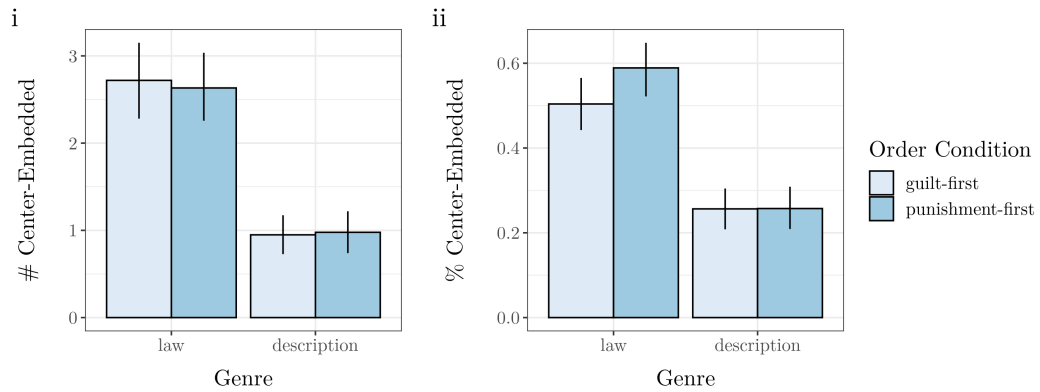 i
# Center-Embedded
3
2
1
0
law description
Genre
ii
% Center-Embedded
0.6
0.4
0.2
0.0
law description
Genre
Order Condition
guilt-first
punishment-first